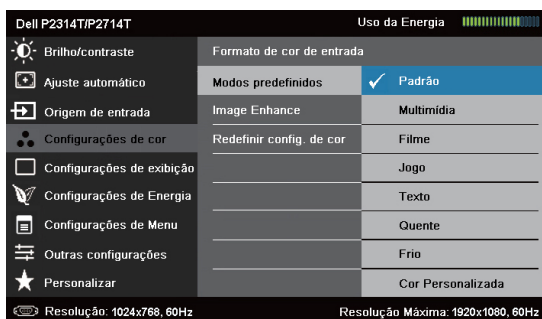 Dell P2314T/P2714T Uso da Energia
Brilho/contraste Formato de cor de entrada
Ajuste automático Modos predefinidos Padrão
Origem de entrada Image Enhance Multimídia
Configurações de cor Redefinir config. de cor Filme
Configurações de exibição Jogo
Configurações de Energia Texto
Configurações de Menu Quente
Outras configurações Frio
Personalizar Cor Personalizada
Resolução: 1024x768, 60Hz Resolução Máxima: 1920x1080, 60Hz